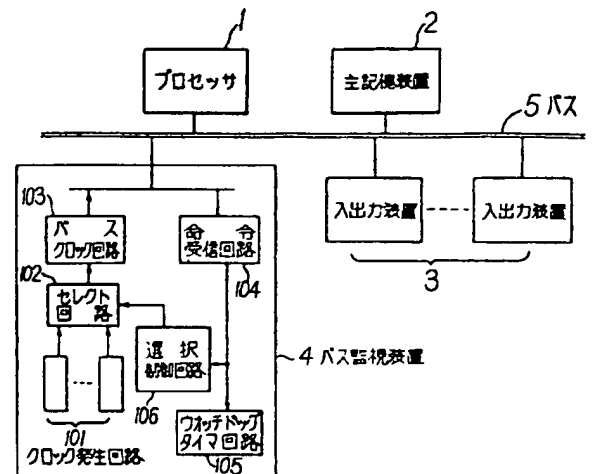 1
プロセッサ
2
主記憶装置
5 バス
103
バス
クロック回路
命令
受信回路
104
入出力装置
入出力装置
3
102
セレクト
回路
選択
制御回路
106
4 バス監視装置
101
クロック発生回路
ウオッチドッグ
タイマ回路
105